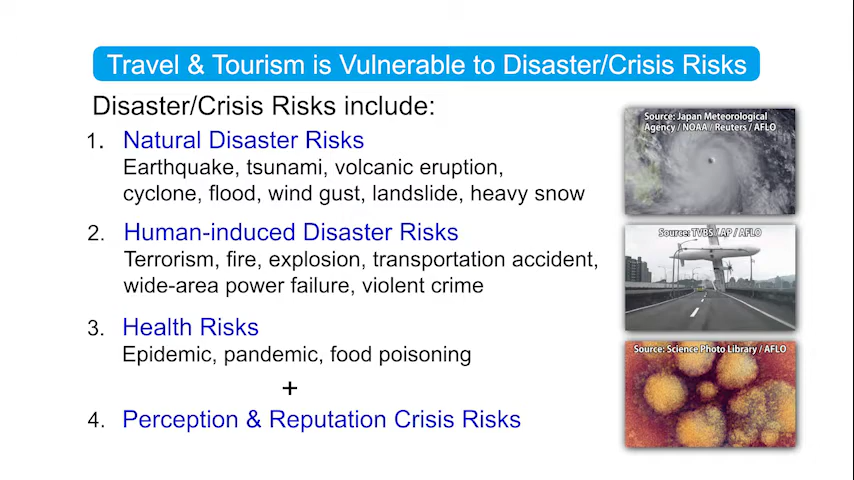 Travel & Tourism is Vulnerable to Disaster/Crisis Risks
Disaster/Crisis Risks include:
1. Natural Disaster Risks
Earthquake, tsunami, volcanic eruption,
cyclone, flood, wind gust, landslide, heavy snow
2. Human-induced Disaster Risks
Terrorism, fire, explosion, transportation accident,
wide-area power failure, violent crime
3. Health Risks
Epidemic, pandemic, food poisoning
+
4. Perception & Reputation Crisis Risks
Source: Japan Meteorological
Agency / NOAA / Reuters / AFLO
Source: TVBS / AP / AFLO
Source: Science Photo Library / AFLO